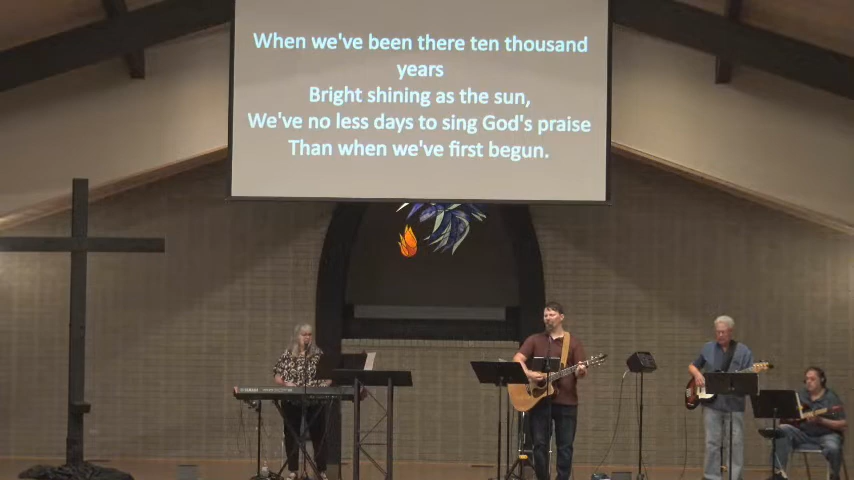 When we've been there ten thousand
years
Bright shining as the sun,
We've no less days to sing God's praise
Than when we've first begun.
YAMAHA